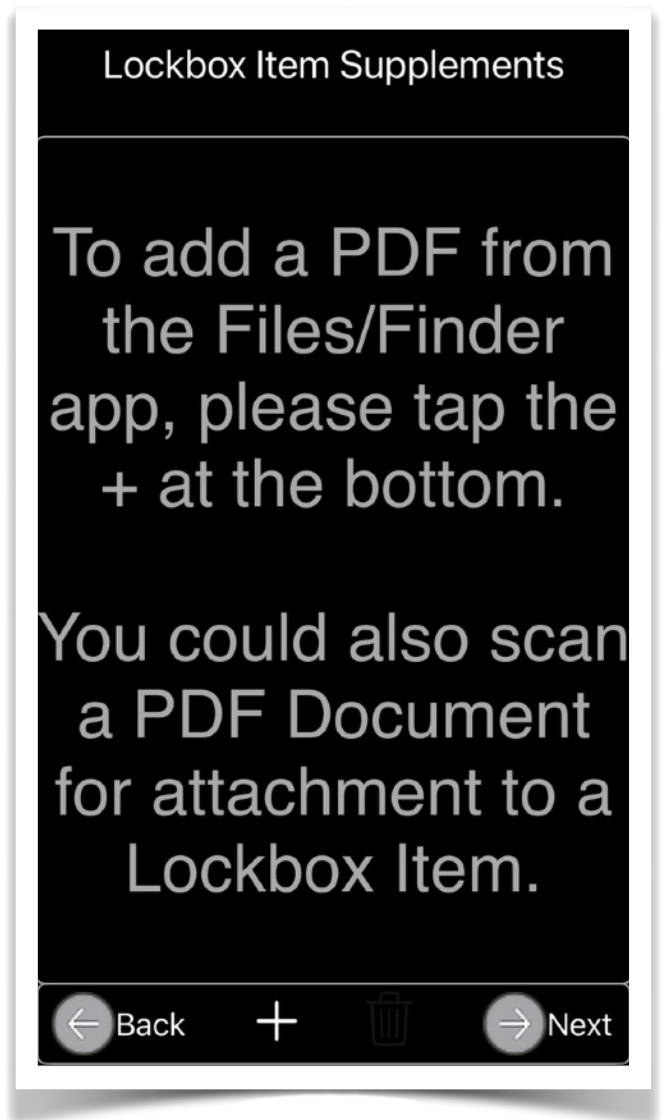 Lockbox Item Supplements
To add a PDF from
the Files/Finder
app, please tap the
+ at the bottom.
You could also scan
a PDF Document
for attachment to a
Lockbox Item.
Back + Next